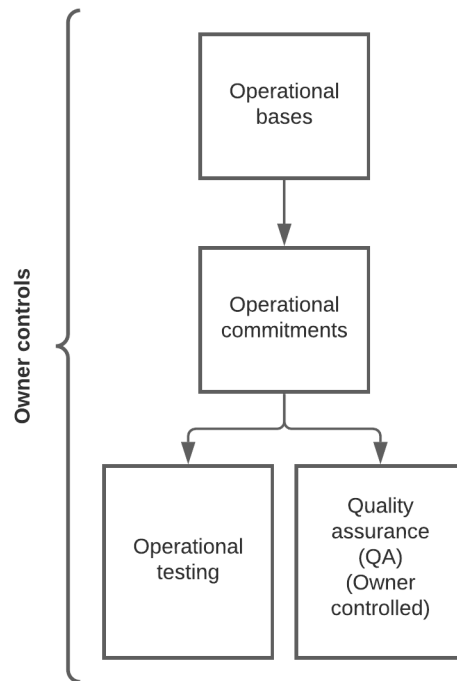 Owner controls
Operational
bases
Operational
commitments
Operational
testing
Quality
assurance
(QA)
(Owner
controlled)